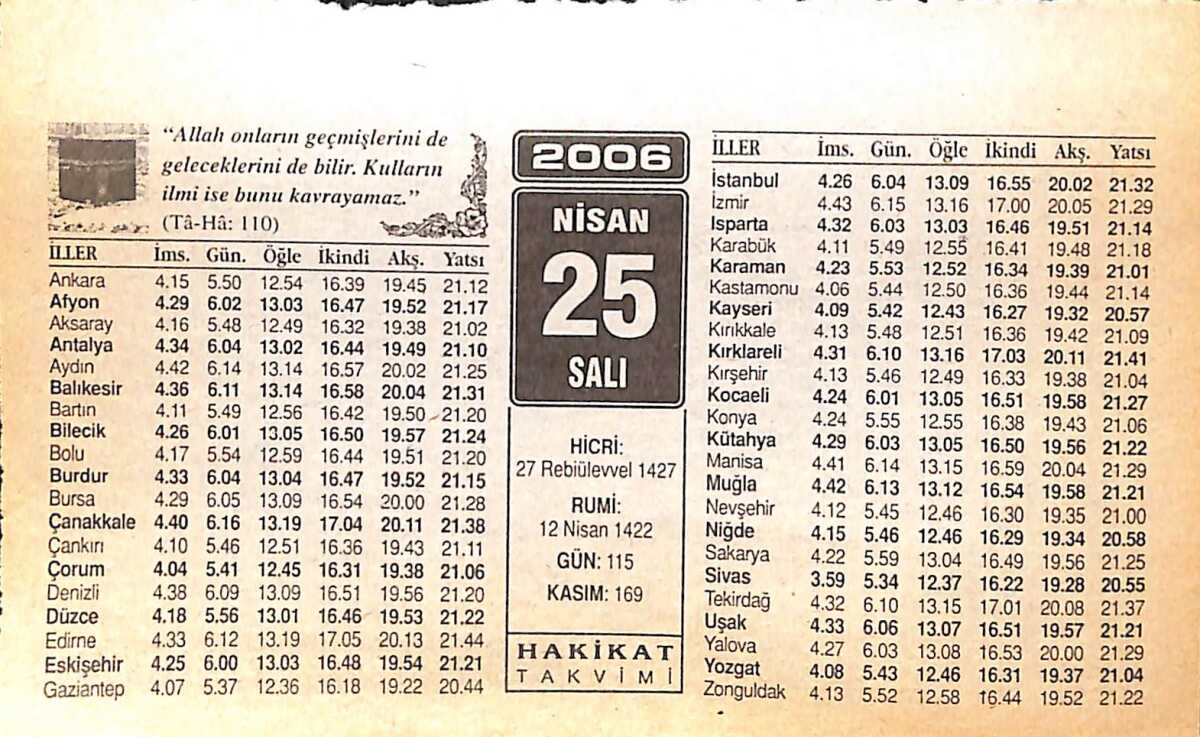 “Allah onların geçmişlerini de
geleceklerini de bilir. Kulların
ilmi ise bunu kavrayamaz.”
(Tâ-Hâ: 110)
İLLER İms. Gün. Öğle İkindi Akş. Yatsı
Ankara 4.15 5.50 12.54 16.39 19.45 21.12
Afyon 4.29 6.02 13.03 16.47 19.52 21.17
Aksaray 4.16 5.48 12.49 16.32 19.38 21.02
Antalya 4.34 6.04 13.02 16.44 19.49 21.10
Aydın 4.42 6.14 13.14 16.57 20.02 21.25
Balıkesir 4.36 6.11 13.14 16.58 20.04 21.31
Bartın 4.11 5.49 12.56 16.42 19.50 21.20
Bilecik 4.26 6.01 13.05 16.50 19.57 21.24
Bolu 4.17 5.54 12.59 16.44 19.51 21.20
Burdur 4.33 6.04 13.04 16.47 19.52 21.15
Bursa 4.29 6.05 13.09 16.54 20.00 21.28
Çanakkale 4.40 6.16 13.19 17.04 20.11 21.38
Çankırı 4.10 5.46 12.51 16.36 19.43 21.11
Çorum 4.04 5.41 12.45 16.31 19.38 21.06
Denizli 4.38 6.09 13.09 16.51 19.56 21.20
Düzce 4.18 5.56 13.01 16.46 19.53 21.22
Edirne 4.33 6.12 13.19 17.05 20.13 21.44
Eskişehir 4.25 6.00 13.03 16.48 19.54 21.21
Gaziantep 4.07 5.37 12.36 16.18 19.22 20.44
2006
NİSAN
25
SALI
HİCRİ:
27 Rebiülevvel 1427
RUMİ:
12 Nisan 1422
GÜN: 115
KASIM: 169
HAKİKAT
TAKVİMİ
İLLER İms. Gün. Öğle İkindi Akş. Yatsı
İstanbul 4.26 6.04 13.09 16.55 20.02 21.32
İzmir 4.43 6.15 13.16 17.00 20.05 21.29
Isparta 4.32 6.03 13.03 16.46 19.51 21.14
Karabük 4.11 5.49 12.55 16.41 19.48 21.18
Karaman 4.23 5.53 12.52 16.34 19.39 21.01
Kastamonu 4.06 5.44 12.50 16.36 19.44 21.14
Kayseri 4.09 5.42 12.43 16.27 19.32 20.57
Kırıkkale 4.13 5.48 12.51 16.36 19.42 21.09
Kırklareli 4.31 6.10 13.16 17.03 20.11 21.41
Kırşehir 4.13 5.46 12.49 16.33 19.38 21.04
Kocaeli 4.24 6.01 13.05 16.51 19.58 21.27
Konya 4.24 5.55 12.55 16.38 19.43 21.06
Kütahya 4.29 6.03 13.05 16.50 19.56 21.22
Manisa 4.41 6.14 13.15 16.59 20.04 21.29
Muğla 4.42 6.13 13.12 16.54 19.58 21.21
Nevşehir 4.12 5.45 12.46 16.30 19.35 21.00
Niğde 4.15 5.46 12.46 16.29 19.34 20.58
Sakarya 4.22 5.59 13.04 16.49 19.56 21.25
Sivas 3.59 5.34 12.37 16.22 19.28 20.55
Tekirdağ 4.32 6.10 13.15 17.01 20.08 21.37
Uşak 4.33 6.06 13.07 16.51 19.57 21.21
Yalova 4.27 6.03 13.08 16.53 20.00 21.29
Yozgat 4.08 5.43 12.46 16.31 19.37 21.04
Zonguldak 4.13 5.52 12.58 16.44 19.52 21.22